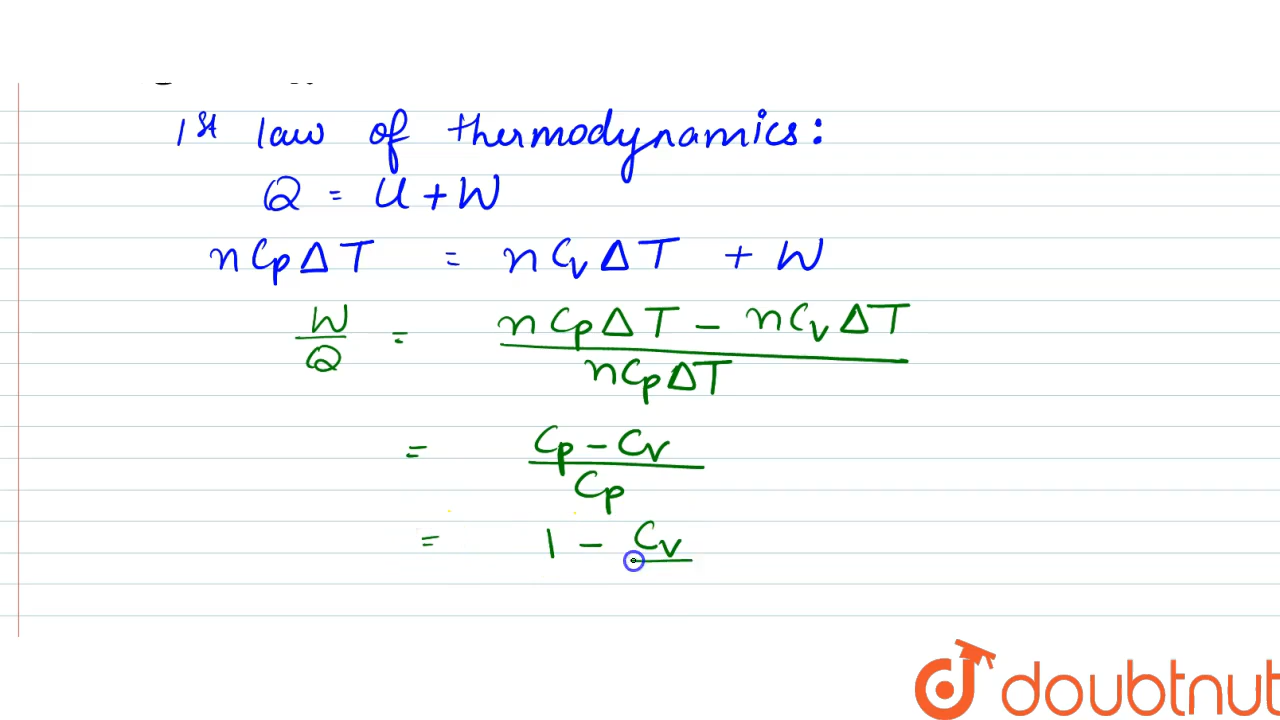 1st law of thermodynamics:
Q = U + W
nCpΔT = nCvΔT + W
W/Q = nCpΔT - nCvΔT / nCpΔT
= Cp - Cv / Cp
= 1 - Cv
doubtnut